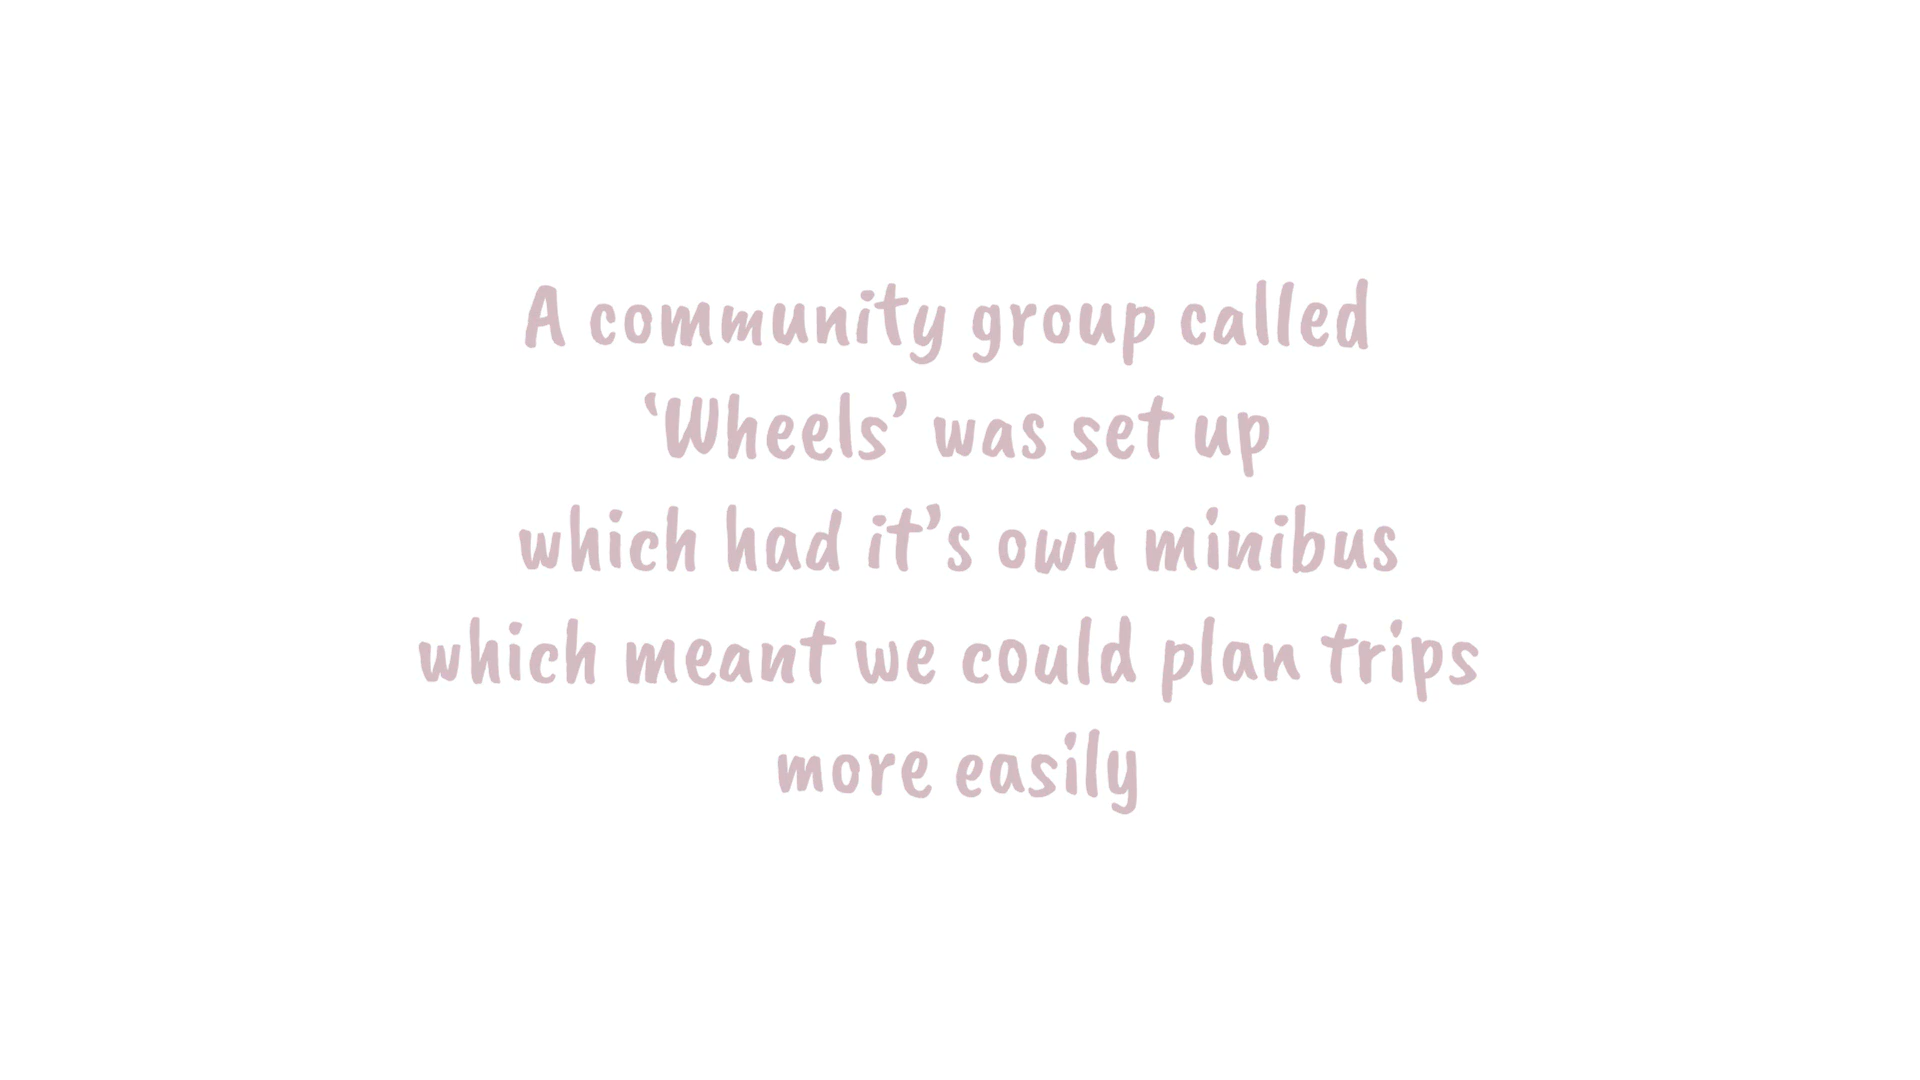 A community group called
‘Wheels’ was set up
which had it’s own minibus
which meant we could plan trips
more easily